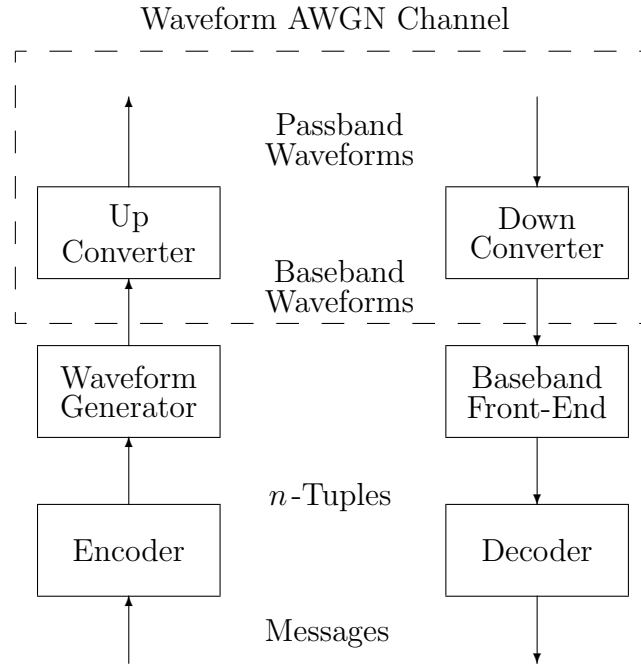 Waveform AWGN Channel
Passband
Waveforms
Up
Converter
Down
Converter
Baseband
Waveforms
Waveform
Generator
Baseband
Front-End
n-Tuples
Encoder
Decoder
Messages